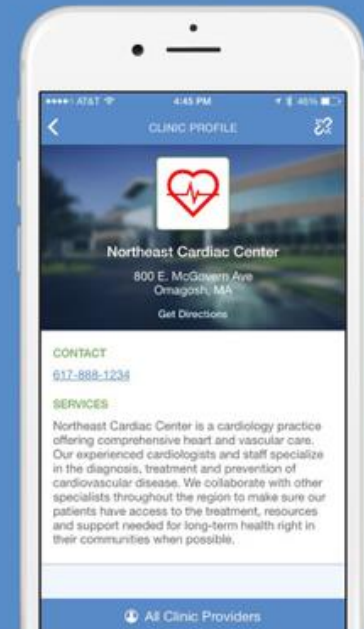 AT&T 4:45 PM 46%
CLINIC PROFILE
Northeast Cardiac Center
800 E. McGovern Ave
Omagosh, MA
Get Directions
CONTACT
617-888-1234
SERVICES
Northeast Cardiac Center is a cardiology practice
offering comprehensive heart and vascular care.
Our experienced cardiologists and staff specialize
in the diagnosis, treatment and prevention of
cardiovascular disease. We collaborate with other
specialists throughout the region to make sure our
patients have access to the treatment, resources
and support needed for long-term health right in
their communities when possible.
All Clinic Providers